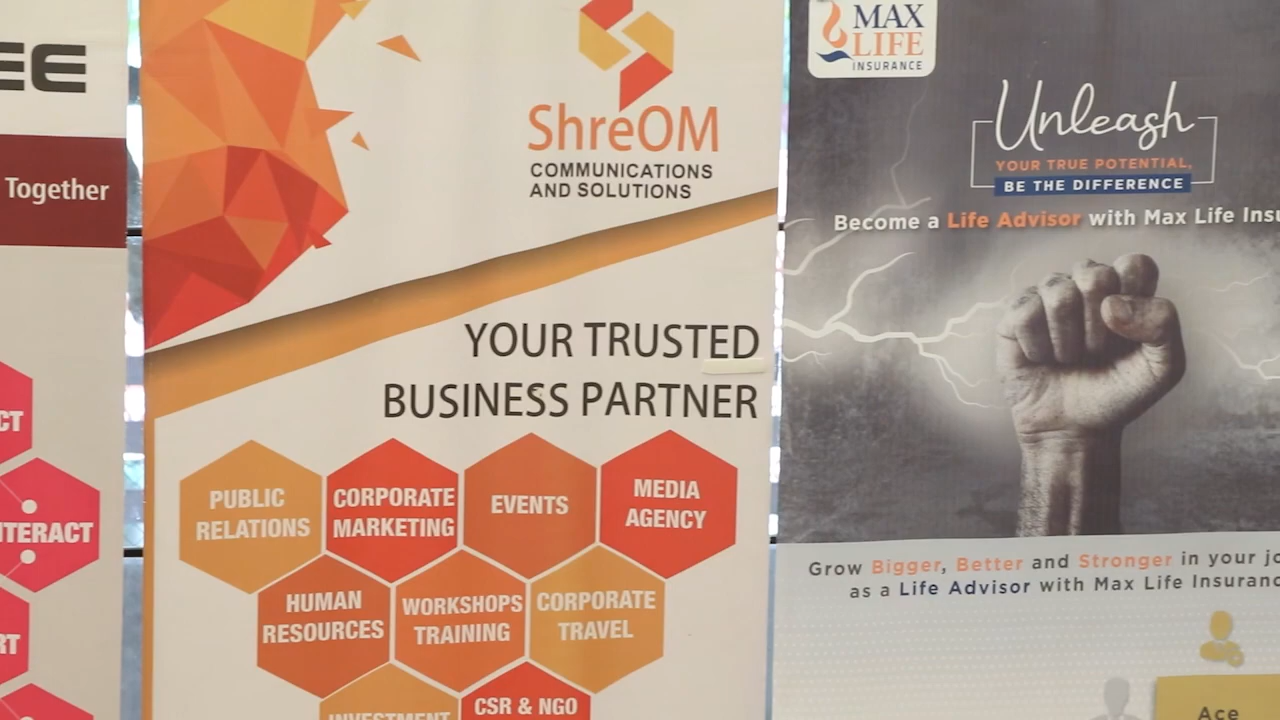 EE
Together
CT
NTERACT
RT
ShreOM
COMMUNICATIONS
AND SOLUTIONS
YOUR TRUSTED
BUSINESS PARTNER
PUBLIC
RELATIONS
CORPORATE
MARKETING
EVENTS
MEDIA
AGENCY
HUMAN
RESOURCES
WORKSHOPS
TRAINING
CORPORATE
TRAVEL
INVESTMENT
CSR & NGO
MAX
LIFE
INSURANCE
Unleash
YOUR TRUE POTENTIAL,
BE THE DIFFERENCE
Become a Life Advisor with Max Life Insu
Grow Bigger, Better and Stronger in your jo
as a Life Advisor with Max Life Insuranc
Ace